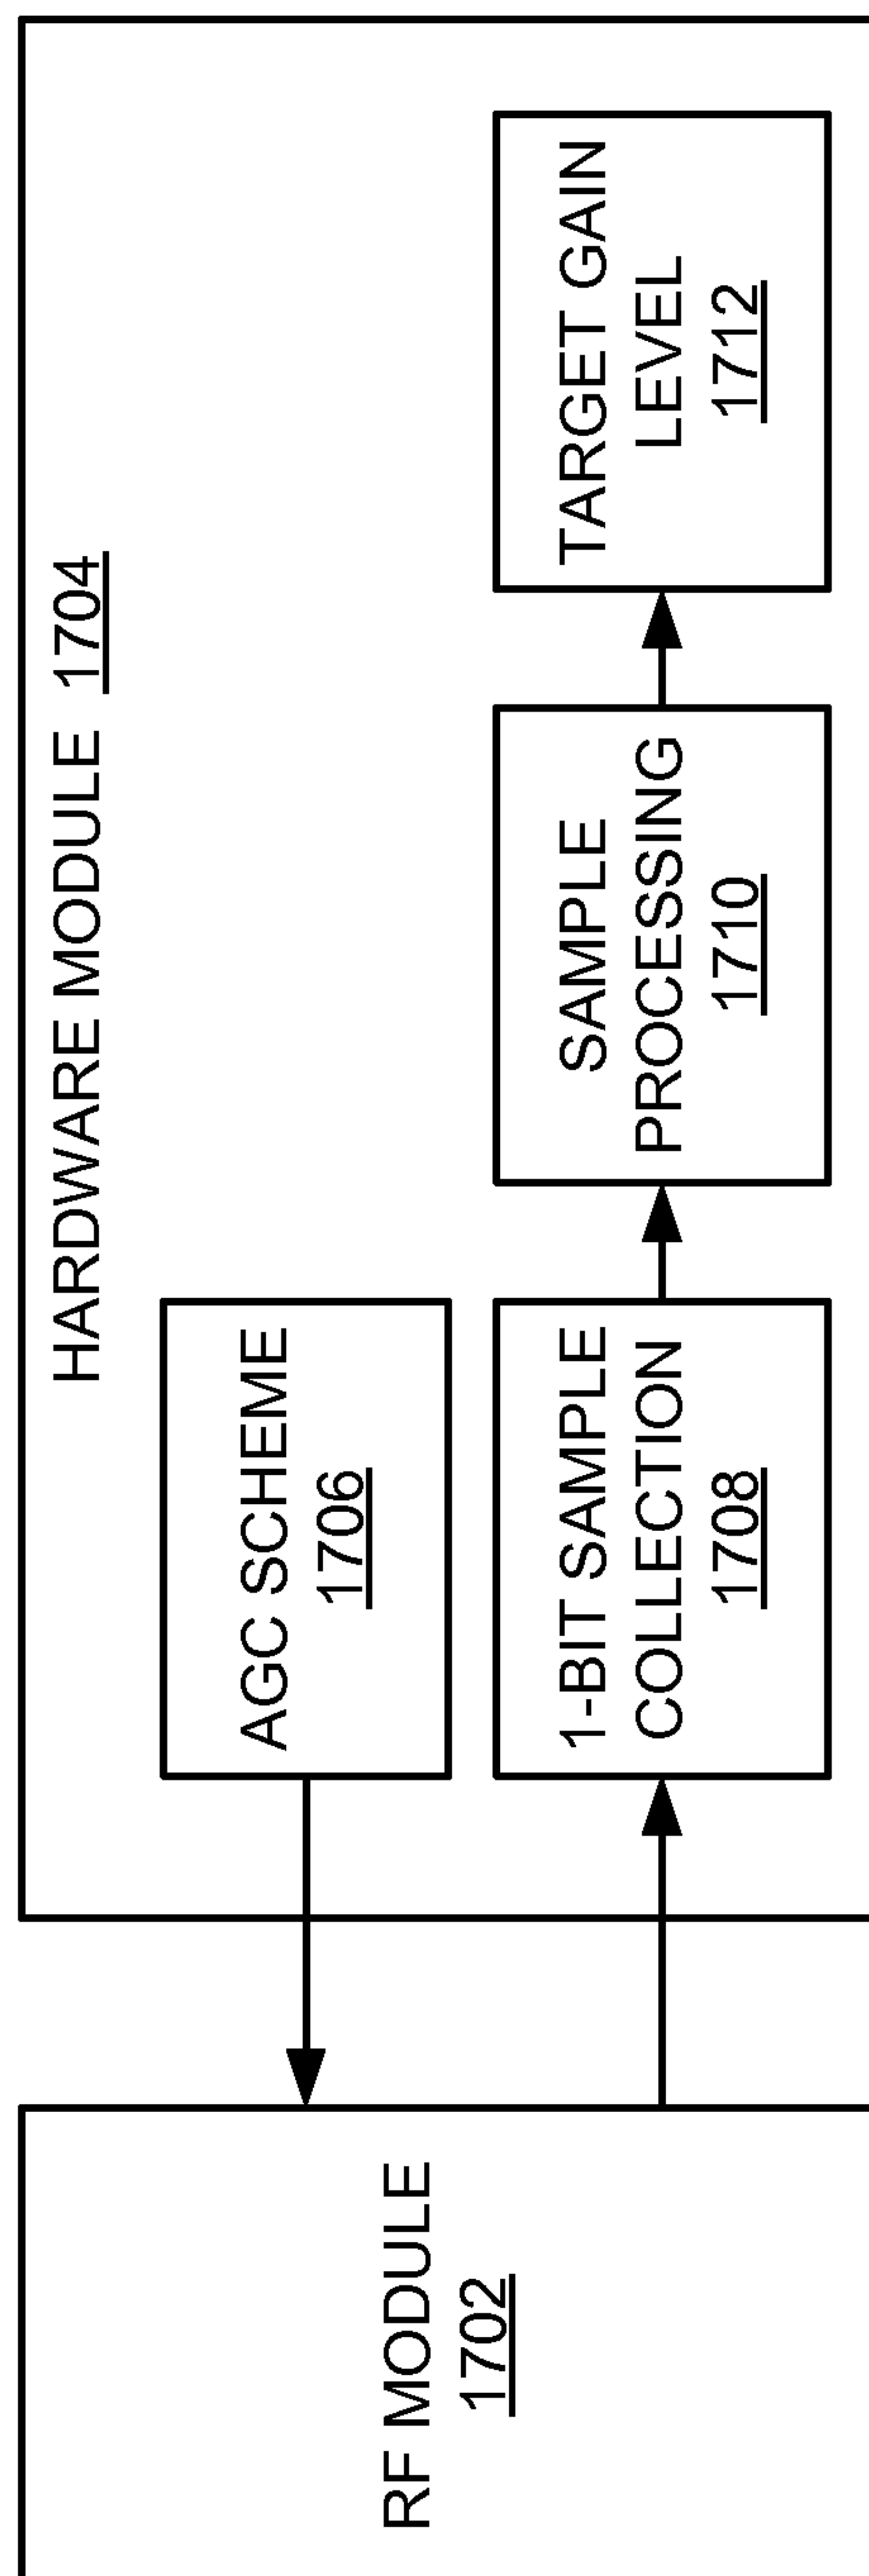 HARDWARE MODULE 1704
RF MODULE
1702
AGC SCHEME
1706
1-BIT SAMPLE
COLLECTION
1708
SAMPLE
PROCESSING
1710
TARGET GAIN
LEVEL
1712